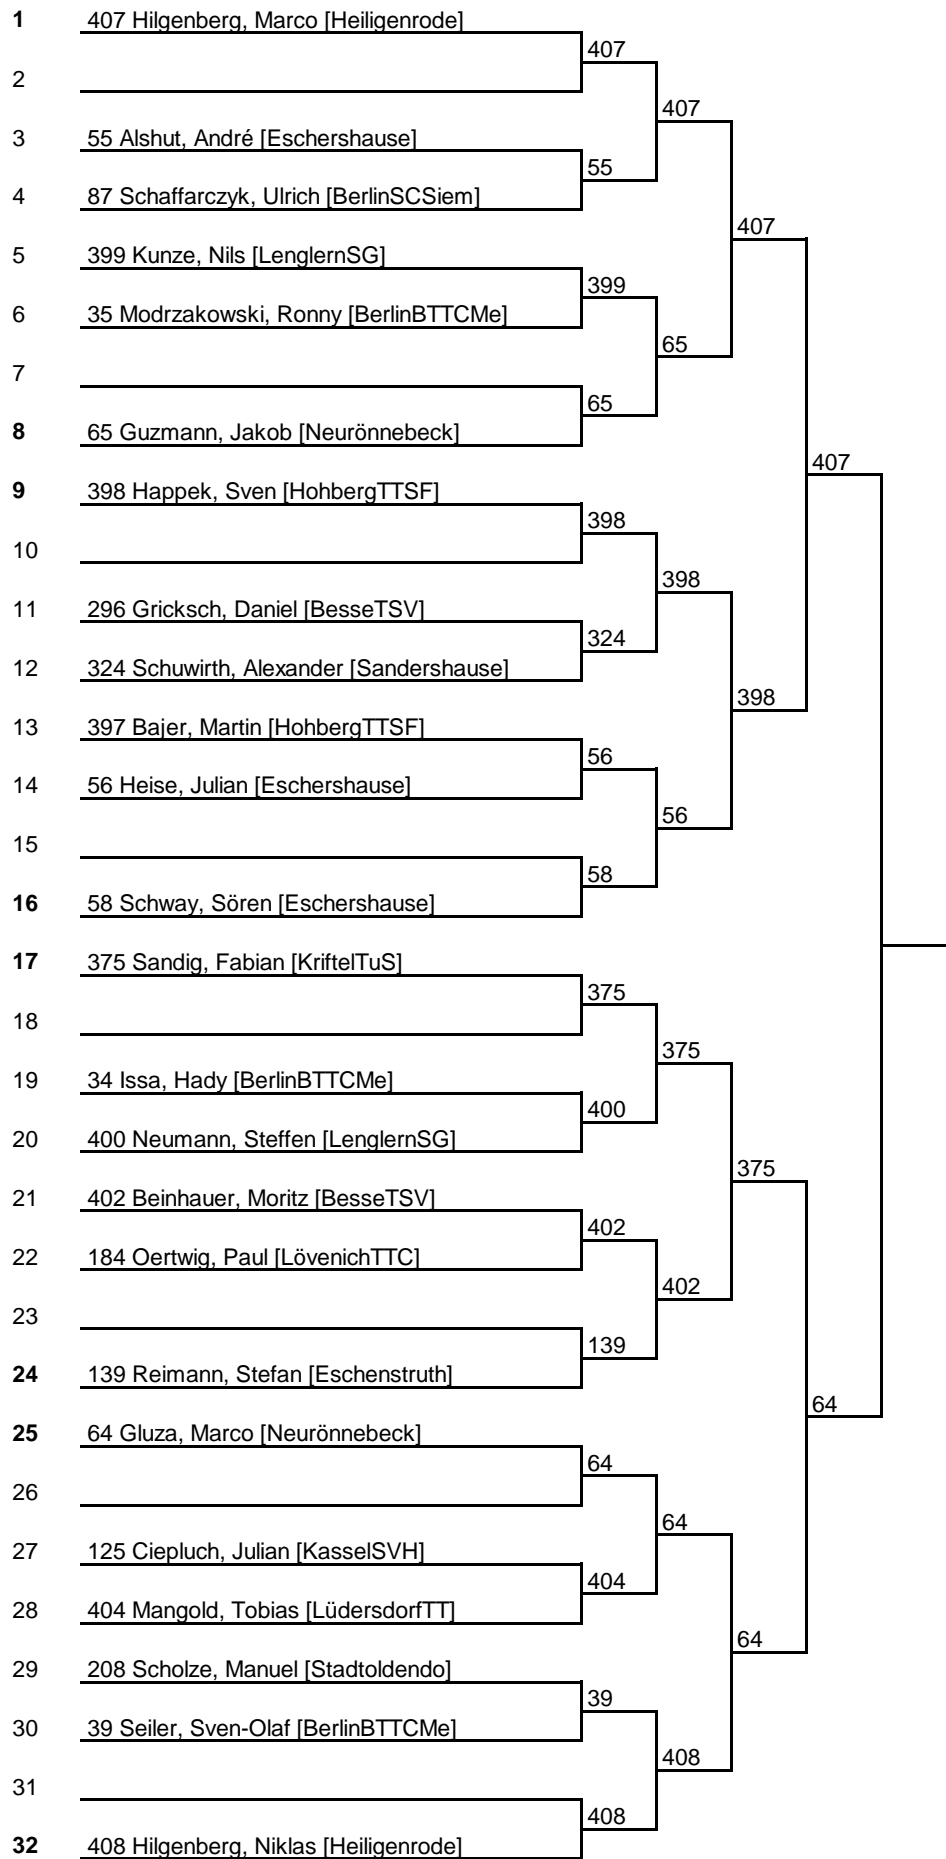 1 407 Hilgenberg, Marco [Heiligenrode]
407
2
407
3 55 Alshut, André [Eschershause]
55
4 87 Schaffarczyk, Ulrich [BerlinSCSiem]
407
5 399 Kunze, Nils [LenglernSG]
399
6 35 Modrzakowski, Ronny [BerlinBTTCMe]
65
7
65
8 65 Guzmann, Jakob [Neurönnebeck]
407
9 398 Happek, Sven [HohbergTTSF]
398
10
398
11 296 Gricksch, Daniel [BesseTSV]
324
12 324 Schuwirth, Alexander [Sandershause]
398
13 397 Bajer, Martin [HohbergTTSF]
56
14 56 Heise, Julian [Eschershause]
56
15
58
16 58 Schway, Sören [Eschershause]
17 375 Sandig, Fabian [KriftelTuS]
375
18
375
19 34 Issa, Hady [BerlinBTTCMe]
400
20 400 Neumann, Steffen [LenglernSG]
375
21 402 Beinhauer, Moritz [BesseTSV]
402
22 184 Oertwig, Paul [LövenichTTC]
402
23
139
24 139 Reimann, Stefan [Eschenstruth]
64
25 64 Gluza, Marco [Neurönnebeck]
64
26
64
27 125 Ciepluch, Julian [KasselSVH]
404
28 404 Mangold, Tobias [LüdersdorfTT]
64
29 208 Scholze, Manuel [Stadtoldendo]
39
30 39 Seiler, Sven-Olaf [BerlinBTTCMe]
408
31
408
32 408 Hilgenberg, Niklas [Heiligenrode]